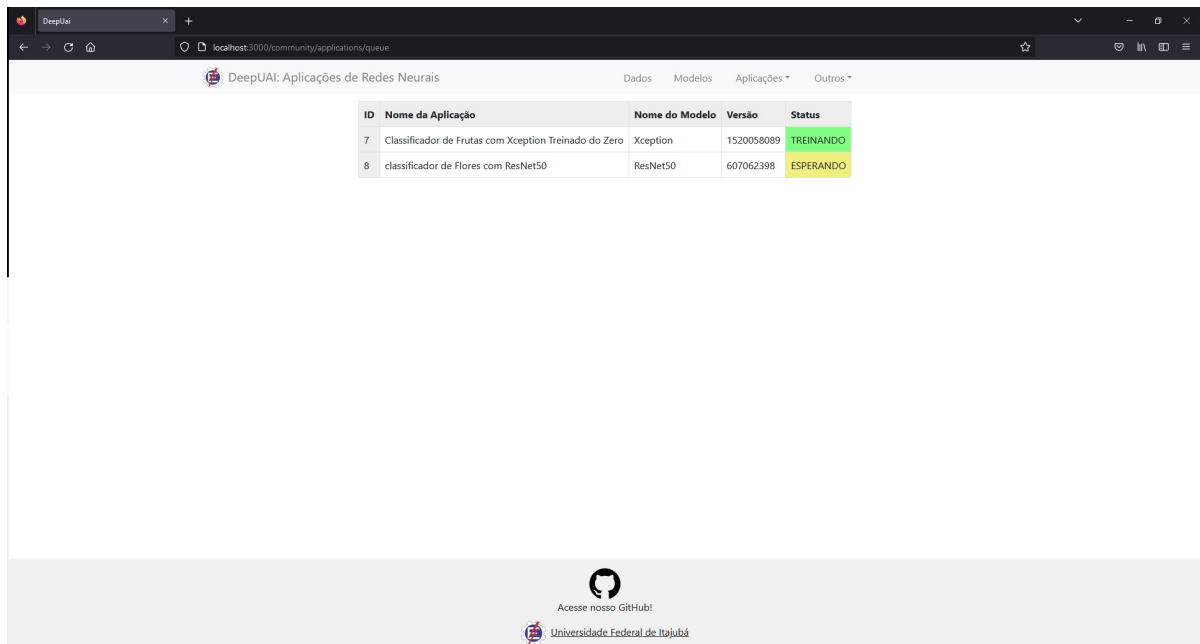 DeepUai
localhost:3000/community/applications/queue
DeepUAI: Aplicações de Redes Neurais Dados Modelos Aplicações Outros
ID Nome da Aplicação Nome do Modelo Versão Status
7 Classificador de Frutas com Xception Treinado do Zero Xception 1520058089 TREINANDO
8 classificador de Flores com ResNet50 ResNet50 607062398 ESPERANDO
Acesse nosso GitHub!
Universidade Federal de Itajubá